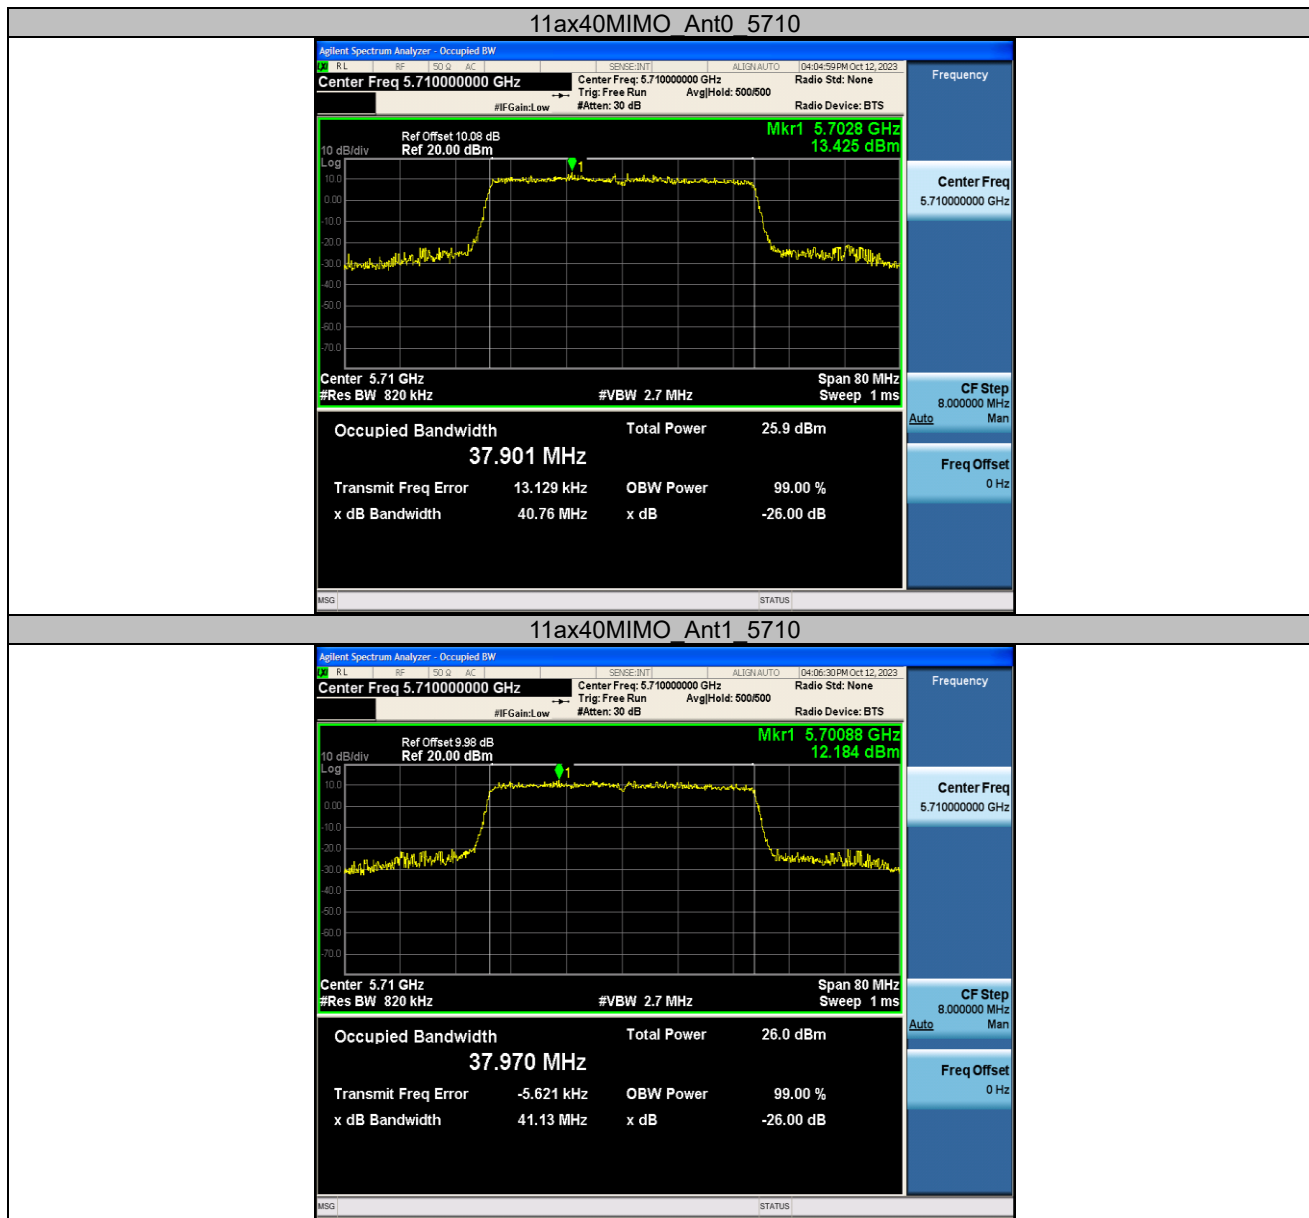 11ax40MIMO_Ant0_5710
Agilent Spectrum Analyzer - Occupied BW
RL RF 50 Ω AC SENSE:INT ALIGN AUTO 04:04:59 PM Oct 12, 2023
Center Freq 5.710000000 GHz
Center Freq: 5.710000000 GHz Radio Std: None
Trig: Free Run Avg|Hold: 500/500
#IFGain:Low #Atten: 30 dB Radio Device: BTS
Frequency
Mkr1 5.7028 GHz
13.425 dBm
Ref Offset 10.08 dB
10 dB/div Ref 20.00 dBm
Log
1
10.0
0.00
-10.0
-20.0
-30.0
-40.0
-50.0
-60.0
-70.0
Center 5.71 GHz Span 80 MHz
#Res BW 820 kHz #VBW 2.7 MHz Sweep 1 ms
Center Freq
5.710000000 GHz
CF Step
8.000000 MHz
Auto Man
Freq Offset
0 Hz
Occupied Bandwidth Total Power 25.9 dBm
37.901 MHz
Transmit Freq Error 13.129 kHz OBW Power 99.00 %
x dB Bandwidth 40.76 MHz x dB -26.00 dB
MSG STATUS
11ax40MIMO_Ant1_5710
Agilent Spectrum Analyzer - Occupied BW
RL RF 50 Ω AC SENSE:INT ALIGN AUTO 04:06:30 PM Oct 12, 2023
Center Freq 5.710000000 GHz
Center Freq: 5.710000000 GHz Radio Std: None
Trig: Free Run Avg|Hold: 500/500
#IFGain:Low #Atten: 30 dB Radio Device: BTS
Frequency
Mkr1 5.70088 GHz
12.184 dBm
Ref Offset 9.98 dB
10 dB/div Ref 20.00 dBm
Log
1
10.0
0.00
-10.0
-20.0
-30.0
-40.0
-50.0
-60.0
-70.0
Center 5.71 GHz Span 80 MHz
#Res BW 820 kHz #VBW 2.7 MHz Sweep 1 ms
Center Freq
5.710000000 GHz
CF Step
8.000000 MHz
Auto Man
Freq Offset
0 Hz
Occupied Bandwidth Total Power 26.0 dBm
37.970 MHz
Transmit Freq Error -5.621 kHz OBW Power 99.00 %
x dB Bandwidth 41.13 MHz x dB -26.00 dB
MSG STATUS